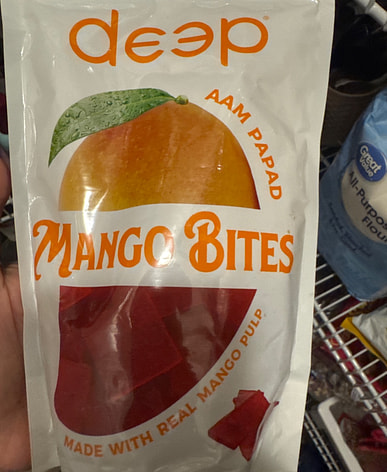 deep
AAM PAPAD
MANGO BITES
MADE WITH REAL MANGO PULP
Great Value
All-Purpose
Flour